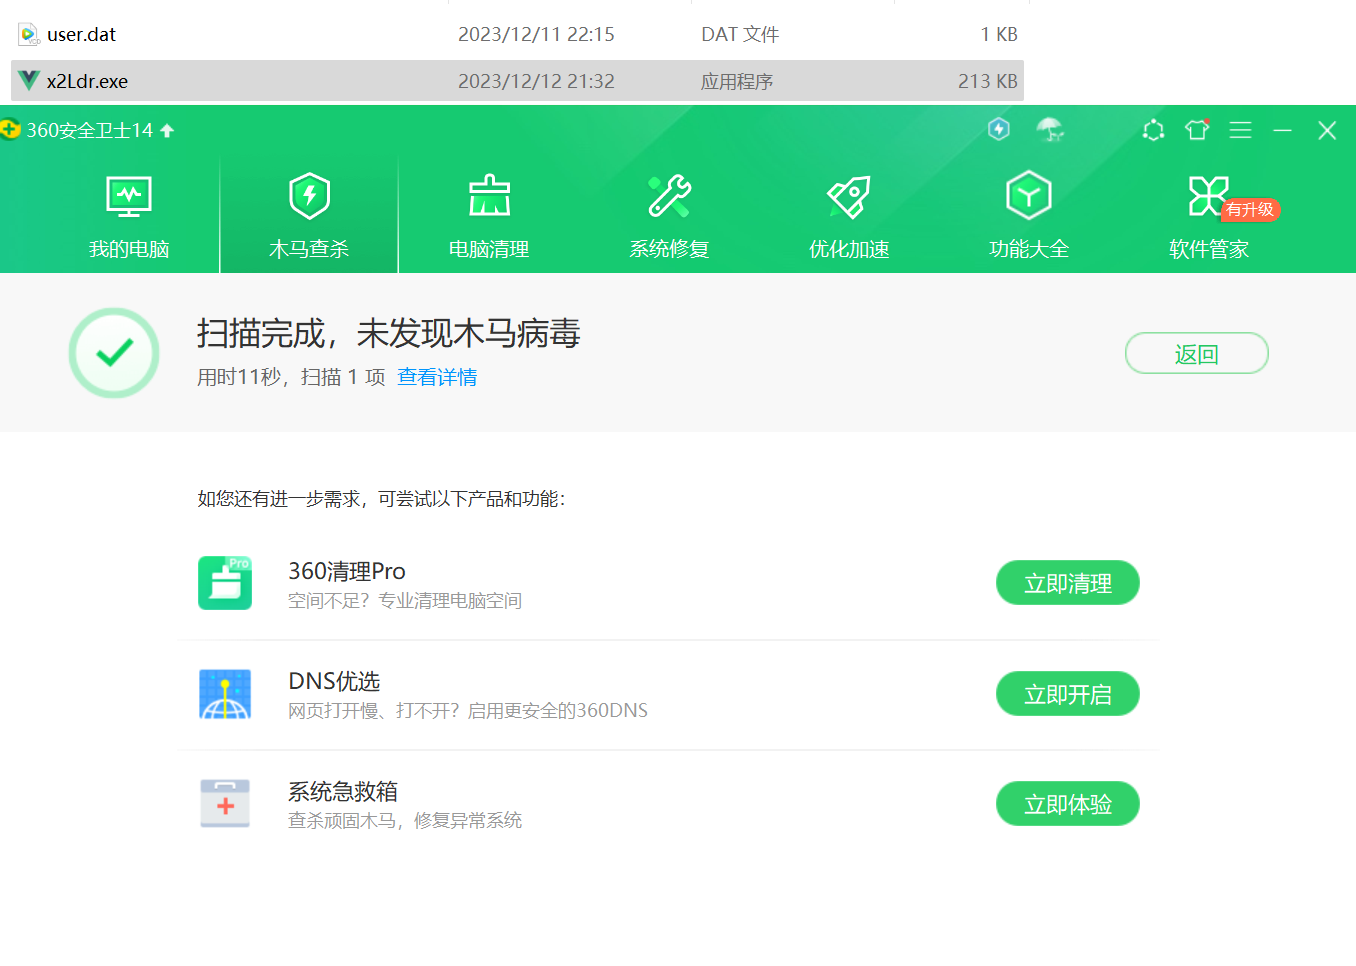 user.dat 2023/12/11 22:15 DAT 文件 1 KB
x2Ldr.exe 2023/12/12 21:32 应用程序 213 KB
360安全卫士14
我的电脑 木马查杀 电脑清理 系统修复 优化加速 功能大全 软件管家 有升级
扫描完成，未发现木马病毒
用时11秒，扫描 1 项 查看详情
返回
如您还有进一步需求，可尝试以下产品和功能：
Pro
360清理Pro
空间不足？专业清理电脑空间
立即清理
DNS优选
网页打开慢、打不开？启用更安全的360DNS
立即开启
系统急救箱
查杀顽固木马，修复异常系统
立即体验